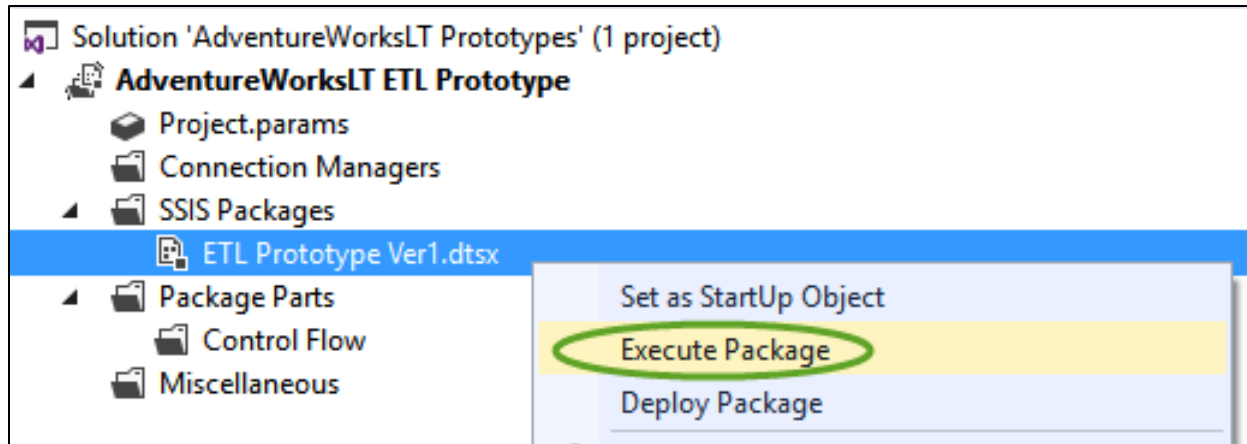 Solution 'AdventureWorksLT Prototypes' (1 project)
AdventureWorksLT ETL Prototype
Project.params
Connection Managers
SSIS Packages
ETL Prototype Ver1.dtsx
Package Parts
Set as StartUp Object
Control Flow
Execute Package
Miscellaneous
Deploy Package